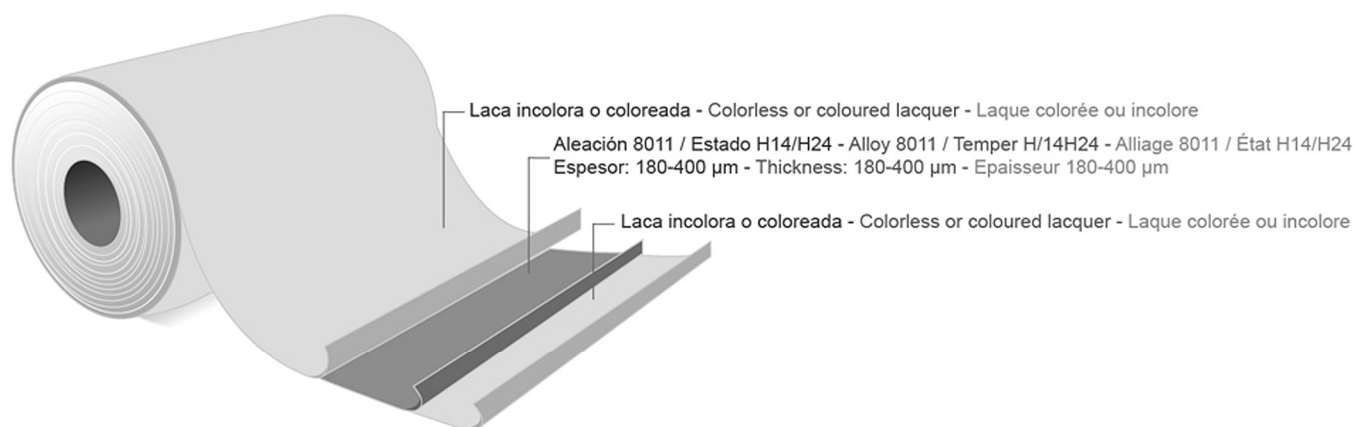 Laca incolora o coloreada - Colorless or coloured lacquer - Laque colorée ou incolore
Aleación 8011 / Estado H14/H24 - Alloy 8011 / Temper H/14H24 - Alliage 8011 / État H14/H24
Espesor: 180-400 μm - Thickness: 180-400 μm - Epaisseur 180-400 μm
Laca incolora o coloreada - Colorless or coloured lacquer - Laque colorée ou incolore